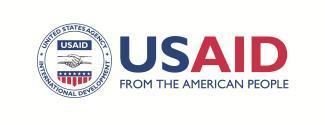 UNITED STATES AGENCY
USAID
INTERNATIONAL DEVELOPMENT
USAID
FROM THE AMERICAN PEOPLE